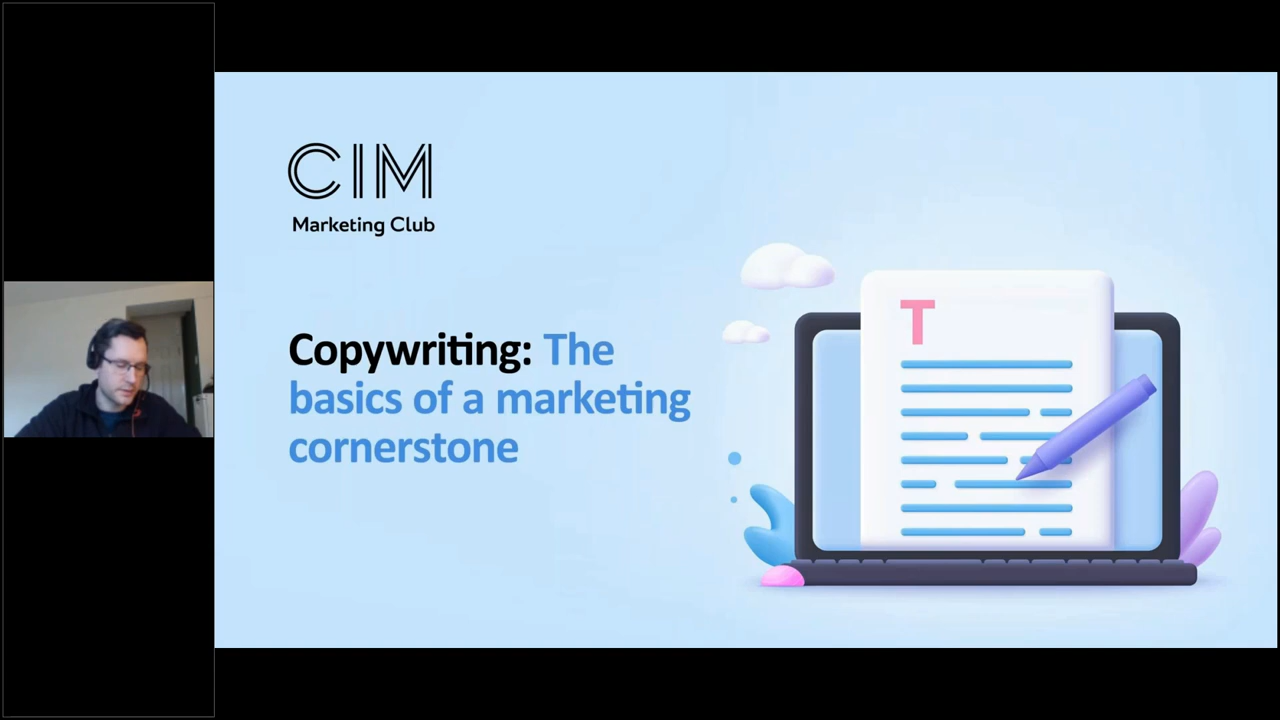 CIM
Marketing Club
Copywriting: The
basics of a marketing
cornerstone
T